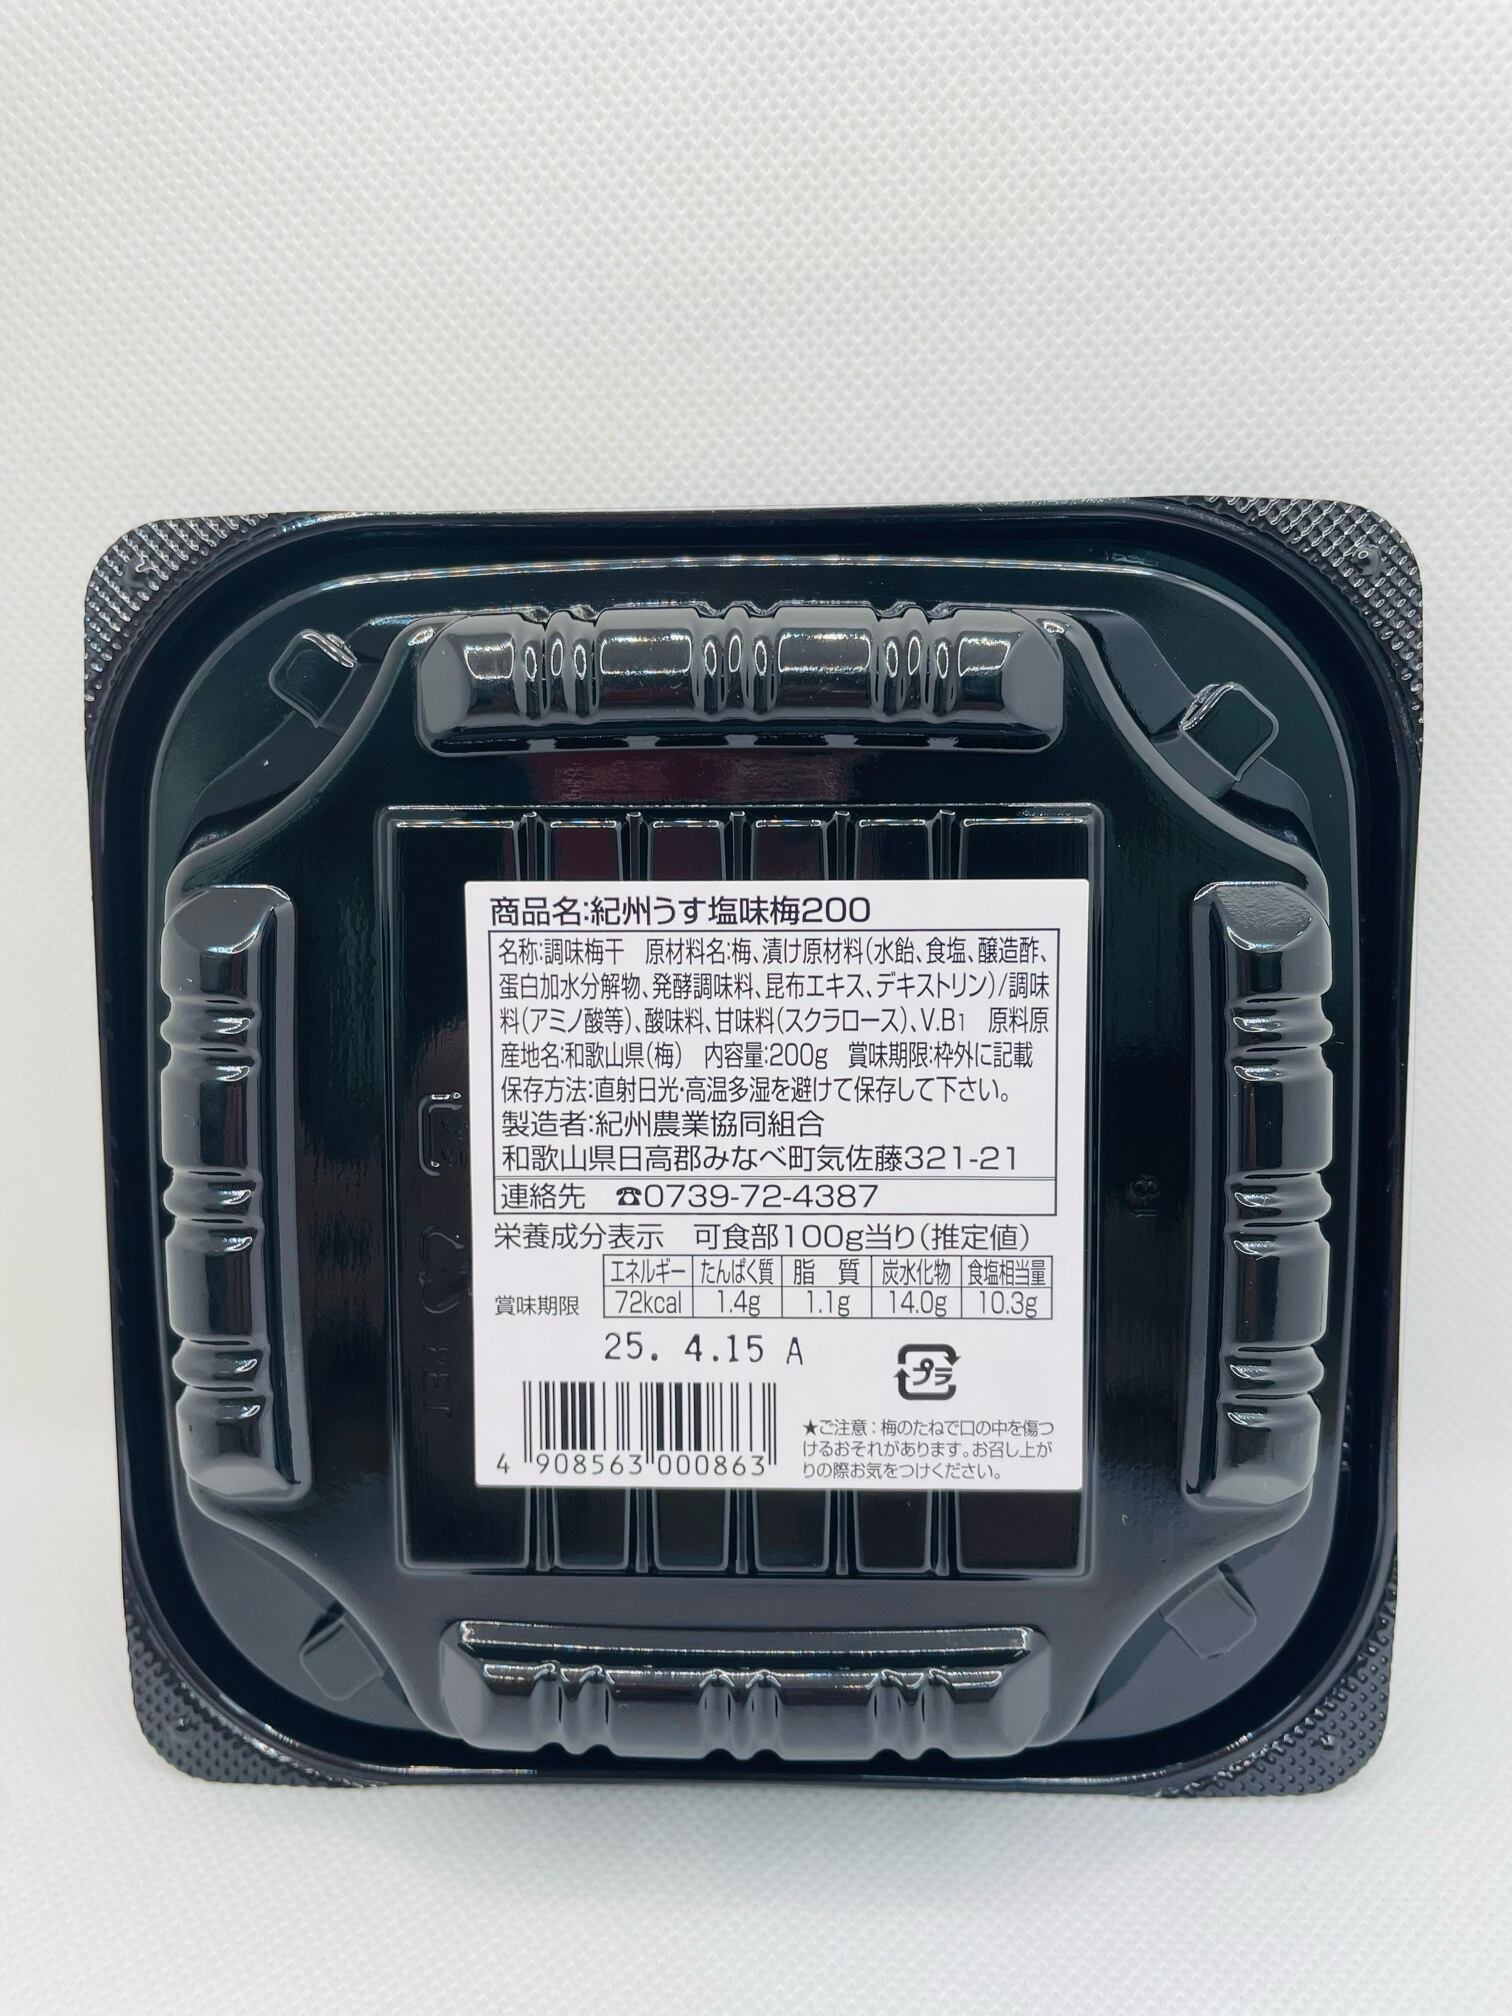 商品名:紀州うす塩味梅200
名称:調味梅干　原材料名:梅、漬け原材料(水飴、食塩、醸造酢、
蛋白加水分解物、発酵調味料、昆布エキス、デキストリン)/調味
料(アミノ酸等)、酸味料、甘味料(スクラロース)、V.B1　原料原
産地名:和歌山県(梅)　内容量:200g　賞味期限:枠外に記載
保存方法:直射日光・高温多湿を避けて保存して下さい。
製造者:紀州農業協同組合
和歌山県日高郡みなべ町気佐藤321-21
連絡先　☎0739-72-4387
栄養成分表示　可食部100g当り(推定値)
エネルギー たんぱく質 脂　質 炭水化物 食塩相当量
72kcal 1.4g 1.1g 14.0g 10.3g
賞味期限
25. 4.15 A
プラ
★ご注意：梅のたねで口の中を傷つ
けるおそれがあります。お召し上が
りの際お気をつけください。
4 908563 000863